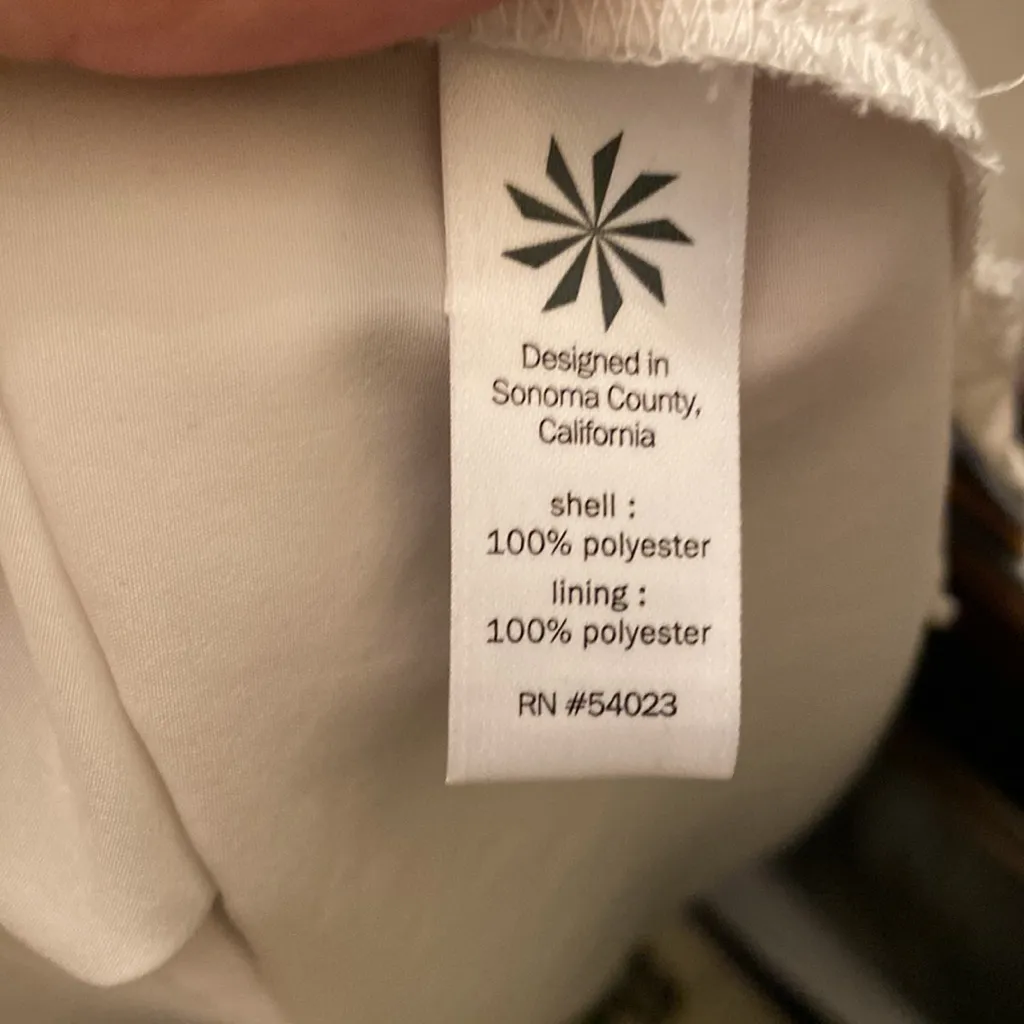 Designed in
Sonoma County,
California
shell :
100% polyester
lining :
100% polyester
RN #54023